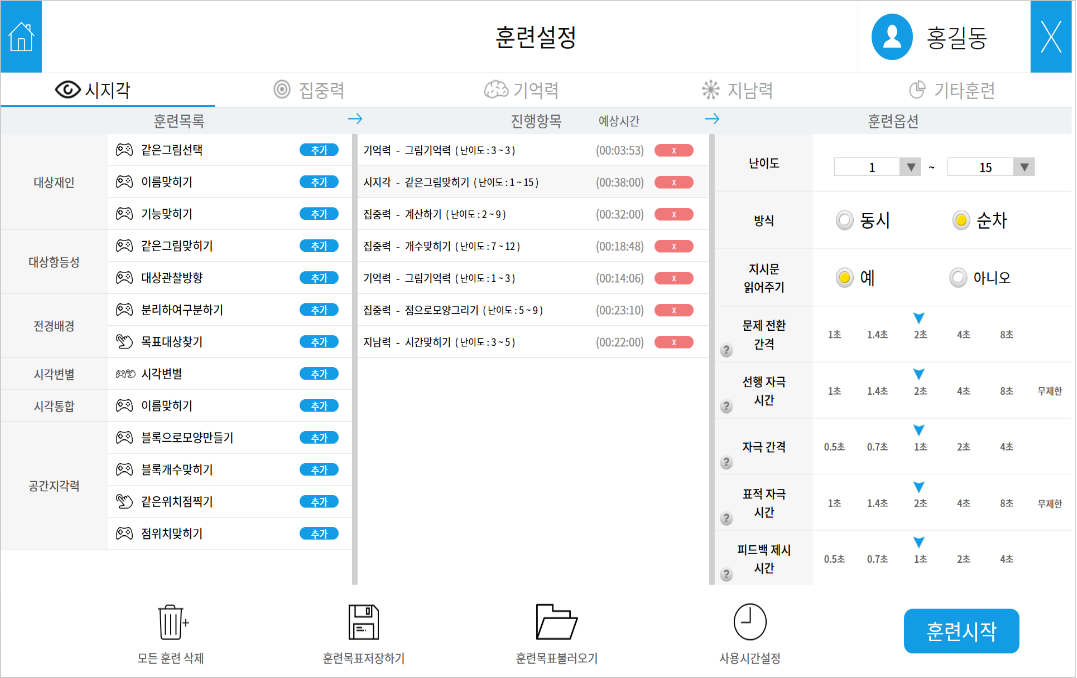 훈련설정
홍길동
시지각
집중력
기억력
지남력
기타훈련
훈련목록
진행항목
예상시간
훈련옵션
대상재인
같은그림선택 추가
이름맞히기 추가
기능맞히기 추가
대상항등성
같은그림맞히기 추가
대상관찰방향 추가
전경배경
분리하여구분하기 추가
목표대상찾기 추가
시각변별
시각변별 추가
시각통합
이름맞히기 추가
공간지각력
블록으로모양만들기 추가
블록개수맞히기 추가
같은위치점찍기 추가
점위치맞히기 추가
기억력 - 그림기억력 ( 난이도 : 3 ~ 3 ) (00:03:53) X
시지각 - 같은그림맞히기 ( 난이도 : 1 ~ 15 ) (00:38:00) X
집중력 - 계산하기 ( 난이도 : 2 ~ 9 ) (00:32:00) X
집중력 - 개수맞히기 ( 난이도 : 7 ~ 12 ) (00:18:48) X
기억력 - 그림기억력 ( 난이도 : 1 ~ 3 ) (00:14:06) X
집중력 - 점으로모양그리기 ( 난이도 : 5 ~ 9 ) (00:23:10) X
지남력 - 시간맞히기 ( 난이도 : 3 ~ 5 ) (00:22:00) X
난이도
1 ~ 15
방식
동시 순차
지시문
읽어주기
예 아니오
문제 전환
간격
?
1초 1.4초 2초 4초 8초
선행 자극
시간
?
1초 1.4초 2초 4초 8초 무제한
자극 간격
?
0.5초 0.7초 1초 2초 4초
표적 자극
시간
?
1초 1.4초 2초 4초 8초 무제한
피드백 제시
시간
?
0.5초 0.7초 1초 2초 4초
모든 훈련 삭제
훈련목표저장하기
훈련목표불러오기
사용시간설정
훈련시작